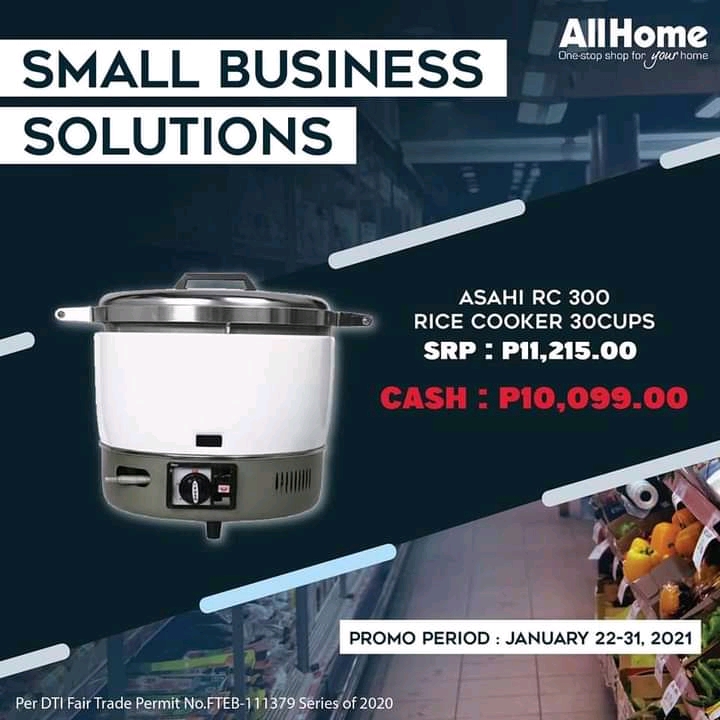 SMALL BUSINESS
SOLUTIONS
AllHome
One-stop shop for your home
ASAHI RC 300
RICE COOKER 30CUPS
SRP : P11,215.00
CASH : P10,099.00
PROMO PERIOD : JANUARY 22-31, 2021
Per DTI Fair Trade Permit No.FTEB-111379 Series of 2020